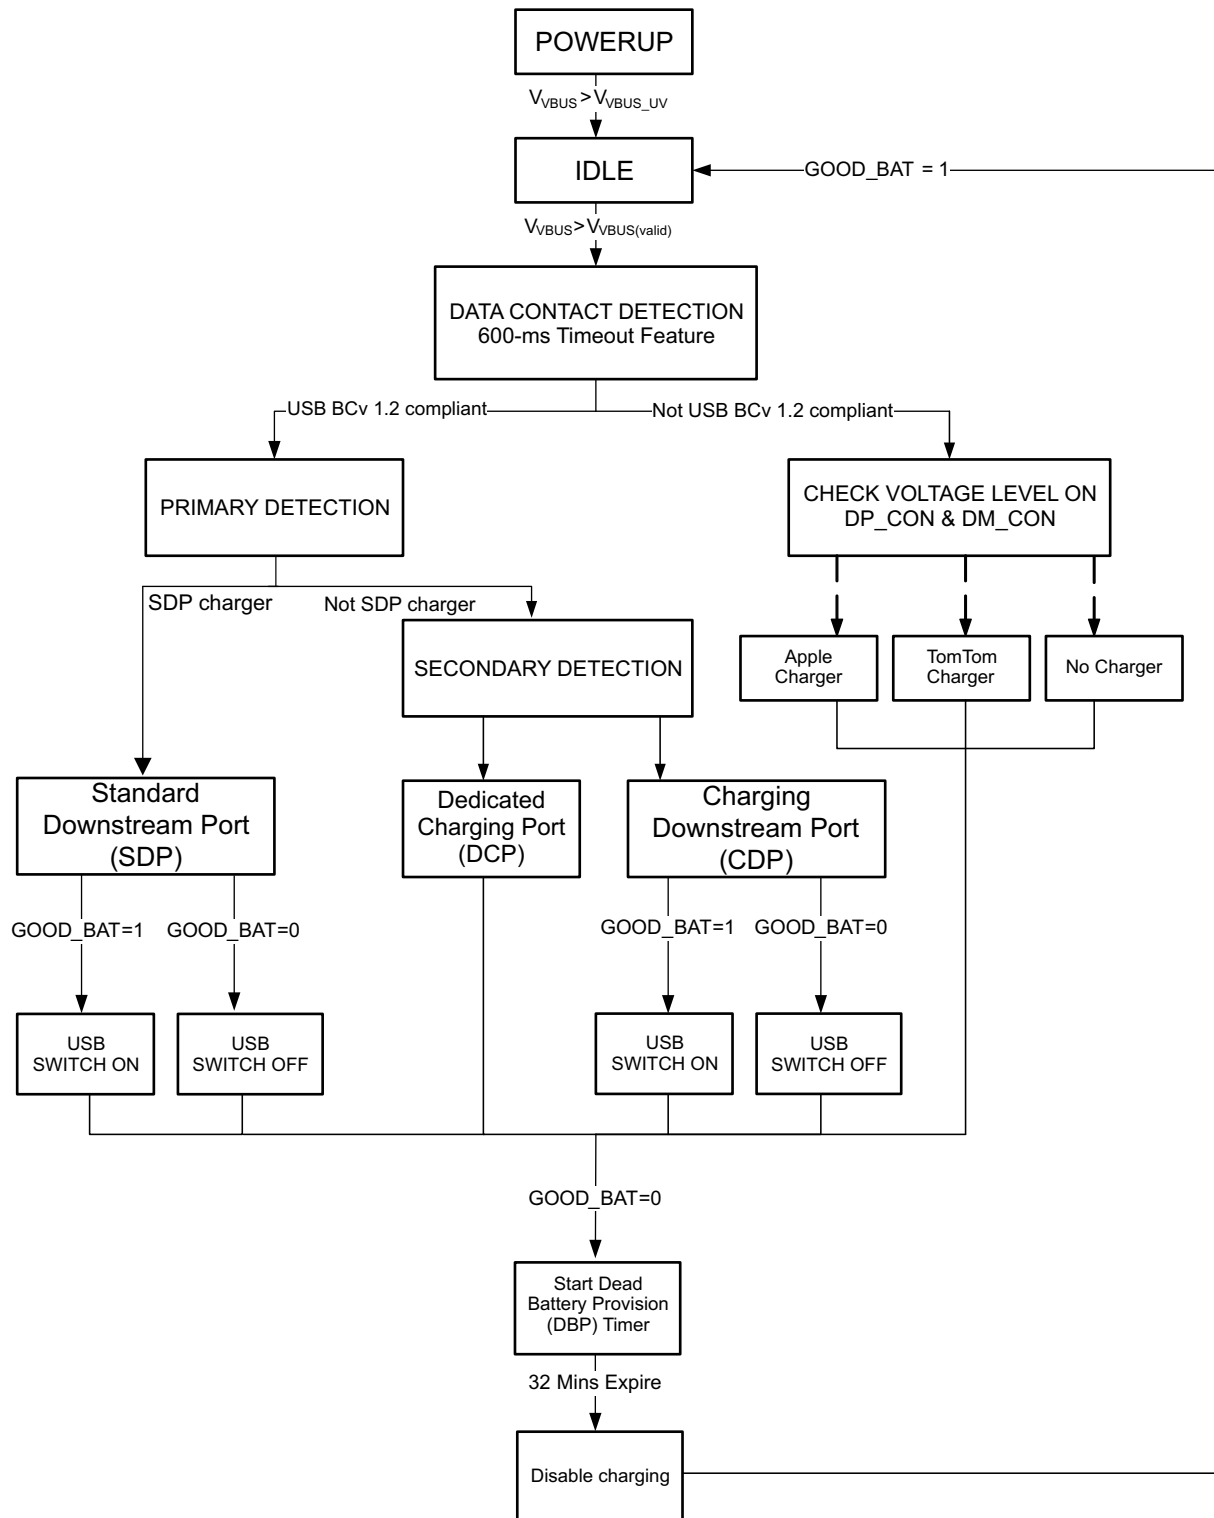 POWERUP
VVBUS > VVBUS_UV
IDLE
GOOD_BAT = 1
VVBUS > VVBUS(valid)
DATA CONTACT DETECTION
600-ms Timeout Feature
USB BCv 1.2 compliant
Not USB BCv 1.2 compliant
PRIMARY DETECTION
CHECK VOLTAGE LEVEL ON
DP_CON & DM_CON
SDP charger
Not SDP charger
SECONDARY DETECTION
Apple
Charger
TomTom
Charger
No Charger
Standard
Downstream Port
(SDP)
Dedicated
Charging Port
(DCP)
Charging
Downstream Port
(CDP)
GOOD_BAT=1
GOOD_BAT=0
GOOD_BAT=1
GOOD_BAT=0
USB
SWITCH ON
USB
SWITCH OFF
USB
SWITCH ON
USB
SWITCH OFF
GOOD_BAT=0
Start Dead
Battery Provision
(DBP) Timer
32 Mins Expire
Disable charging